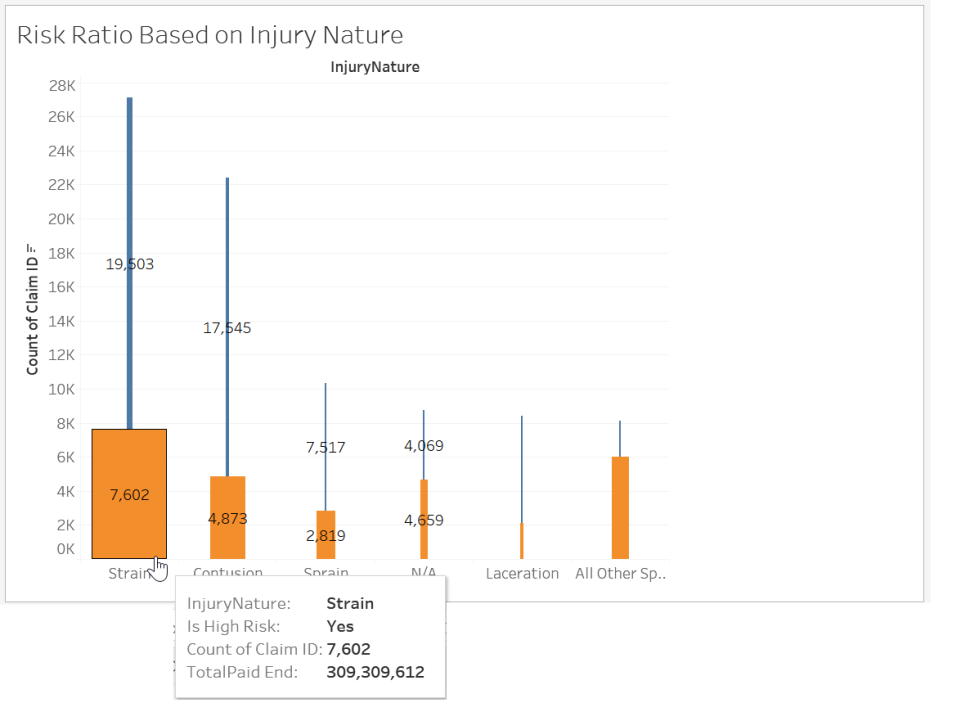 Risk Ratio Based on Injury Nature
InjuryNature
28K
26K
24K
22K
20K
18K
16K
14K
12K
10K
8K
6K
4K
2K
0K
Count of Claim ID
19,503
17,545
7,517
4,069
7,602
4,873
2,819
4,659
Strain
Contusion
Sprain
N/A
Laceration
All Other Sp..
InjuryNature: Strain
Is High Risk: Yes
Count of Claim ID: 7,602
TotalPaid End: 309,309,612